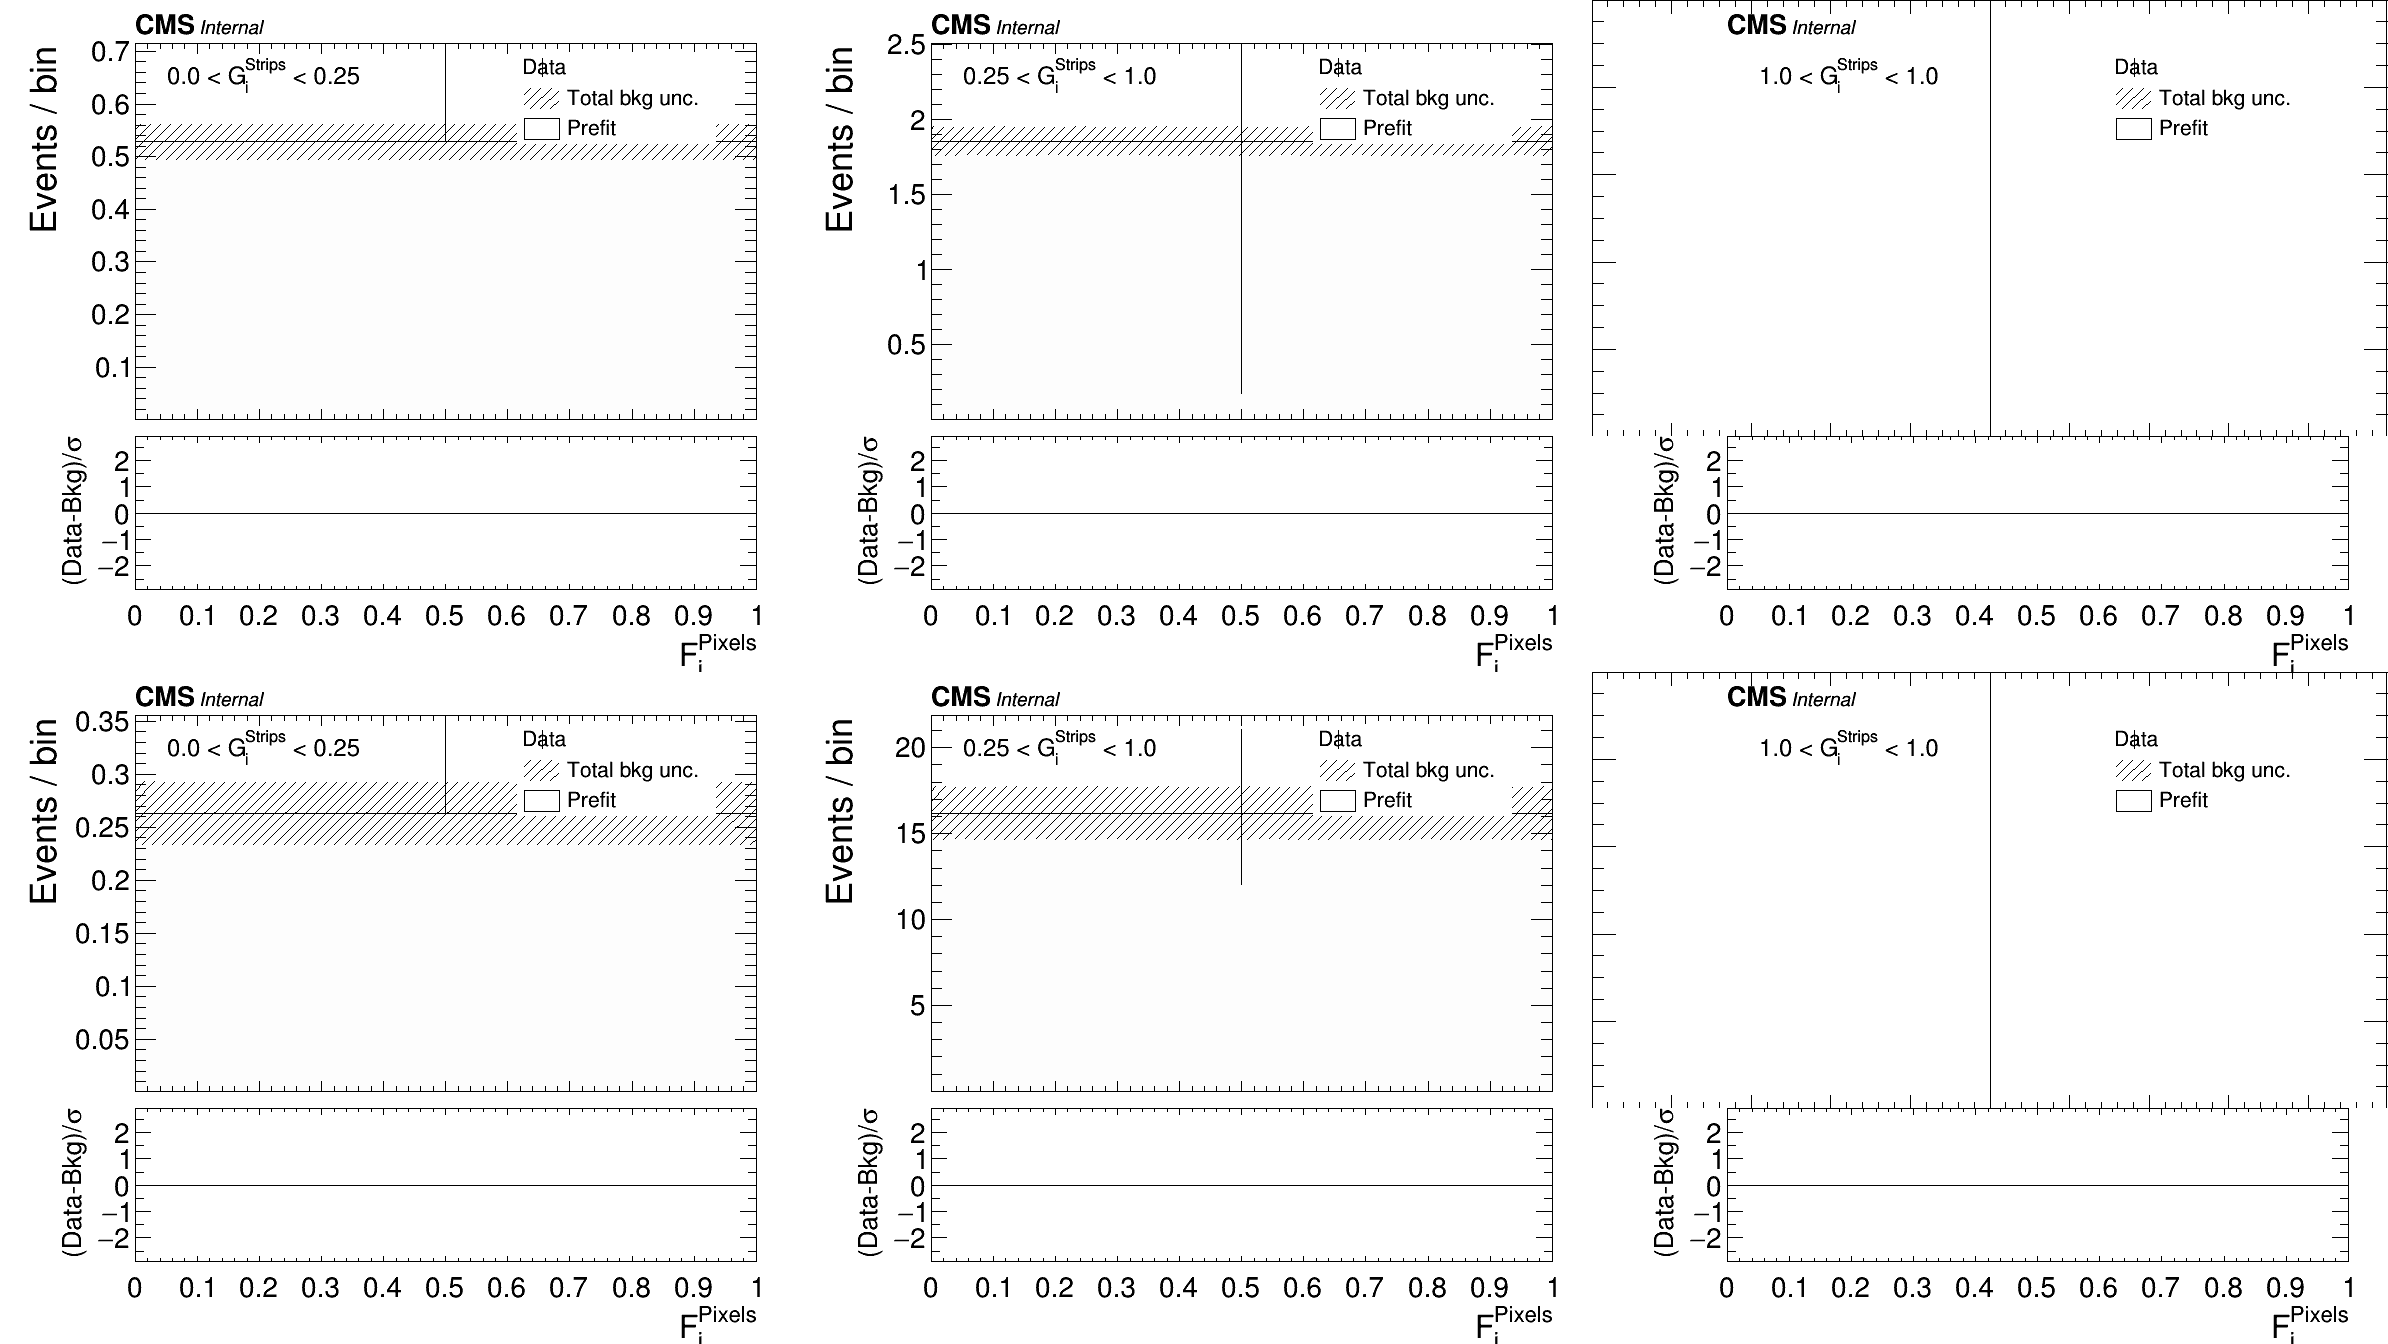 CMS Internal
Events / bin
0.7
0.6
0.5
0.4
0.3
0.2
0.1
0.0 < G_i^Strips < 0.25
Data
Total bkg unc.
Prefit
(Data-Bkg)/σ
2
1
0
−1
−2
0 0.1 0.2 0.3 0.4 0.5 0.6 0.7 0.8 0.9 1
F_i^Pixels
CMS Internal
Events / bin
2.5
2
1.5
1
0.5
0.25 < G_i^Strips < 1.0
Data
Total bkg unc.
Prefit
(Data-Bkg)/σ
2
1
0
−1
−2
0 0.1 0.2 0.3 0.4 0.5 0.6 0.7 0.8 0.9 1
F_i^Pixels
CMS Internal
1.0 < G_i^Strips < 1.0
Data
Total bkg unc.
Prefit
(Data-Bkg)/σ
2
1
0
−1
−2
0 0.1 0.2 0.3 0.4 0.5 0.6 0.7 0.8 0.9 1
F_i^Pixels
CMS Internal
Events / bin
0.35
0.3
0.25
0.2
0.15
0.1
0.05
0.0 < G_i^Strips < 0.25
Data
Total bkg unc.
Prefit
(Data-Bkg)/σ
2
1
0
−1
−2
0 0.1 0.2 0.3 0.4 0.5 0.6 0.7 0.8 0.9 1
F_i^Pixels
CMS Internal
Events / bin
20
15
10
5
0.25 < G_i^Strips < 1.0
Data
Total bkg unc.
Prefit
(Data-Bkg)/σ
2
1
0
−1
−2
0 0.1 0.2 0.3 0.4 0.5 0.6 0.7 0.8 0.9 1
F_i^Pixels
CMS Internal
1.0 < G_i^Strips < 1.0
Data
Total bkg unc.
Prefit
(Data-Bkg)/σ
2
1
0
−1
−2
0 0.1 0.2 0.3 0.4 0.5 0.6 0.7 0.8 0.9 1
F_i^Pixels